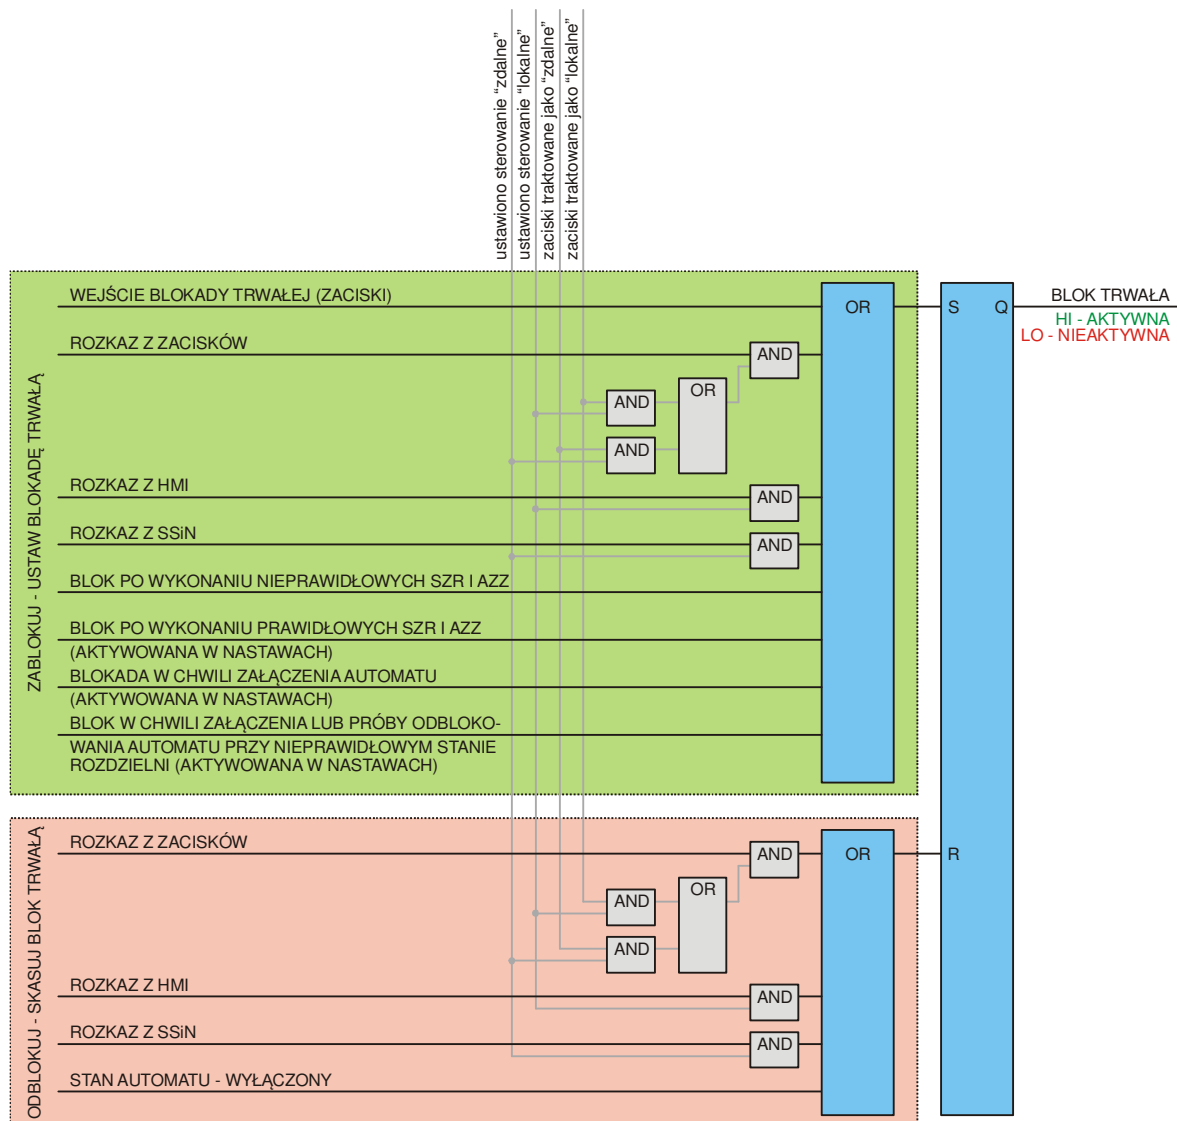 ustawiono sterowanie “zdalne”
ustawiono sterowanie “lokalne”
zaciski traktowane jako “zdalne”
zaciski traktowane jako “lokalne”
ZABLOKUJ - USTAW BLOKADĘ TRWAŁĄ
WEJŚCIE BLOKADY TRWAŁEJ (ZACISKI)
OR
S
Q
BLOK TRWAŁA
HI - AKTYWNA
LO - NIEAKTYWNA
ROZKAZ Z ZACISKÓW
AND
OR
AND
AND
ROZKAZ Z HMI
AND
ROZKAZ Z SSiN
AND
BLOK PO WYKONANIU NIEPRAWIDŁOWYCH SZR I AZZ
BLOK PO WYKONANIU PRAWIDŁOWYCH SZR I AZZ
(AKTYWOWANA W NASTAWACH)
BLOKADA W CHWILI ZAŁĄCZENIA AUTOMATU
(AKTYWOWANA W NASTAWACH)
BLOK W CHWILI ZAŁĄCZENIA LUB PRÓBY ODBLOKO-
WANIA AUTOMATU PRZY NIEPRAWIDŁOWYM STANIE
ROZDZIELNI (AKTYWOWANA W NASTAWACH)
ODBLOKUJ - SKASUJ BLOK TRWAŁĄ
ROZKAZ Z ZACISKÓW
AND
OR
R
OR
AND
AND
ROZKAZ Z HMI
AND
ROZKAZ Z SSiN
AND
STAN AUTOMATU - WYŁĄCZONY